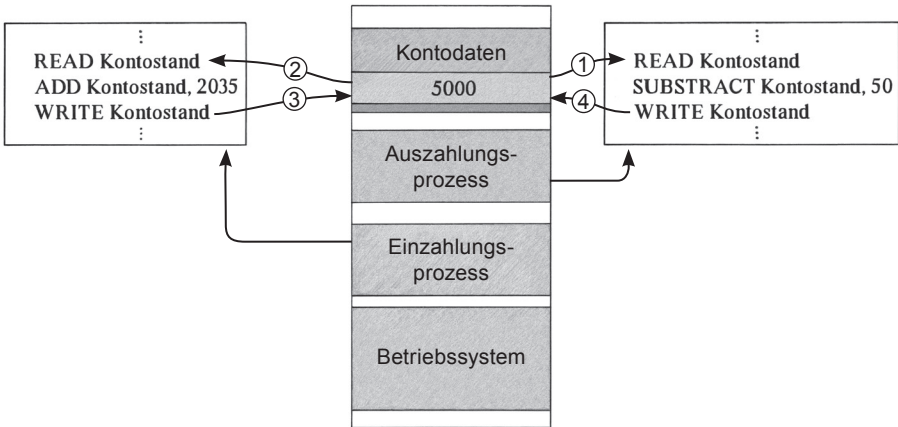 ⋮
READ Kontostand
ADD Kontostand, 2035
WRITE Kontostand
⋮
②
③
Kontodaten
5000
①
④
⋮
READ Kontostand
SUBSTRACT Kontostand, 50
WRITE Kontostand
⋮
Auszahlungs-
prozess
Einzahlungs-
prozess
Betriebssystem